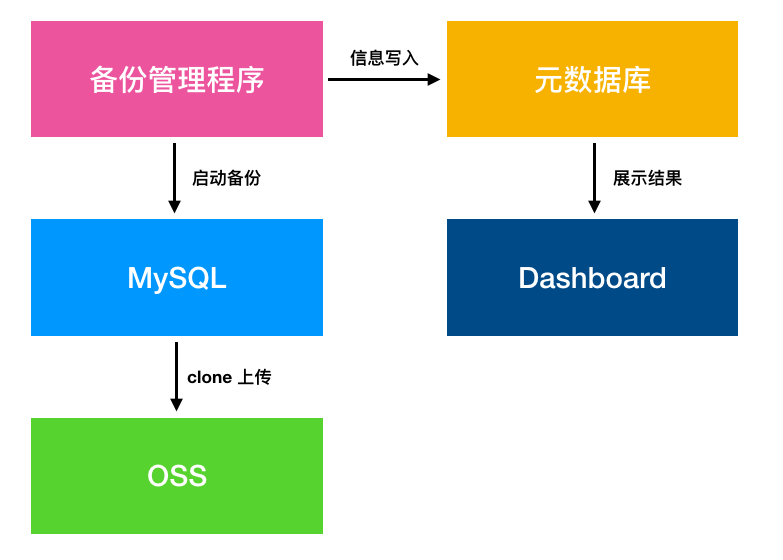 备份管理程序
信息写入
元数据库
启动备份
展示结果
MySQL
Dashboard
clone 上传
OSS